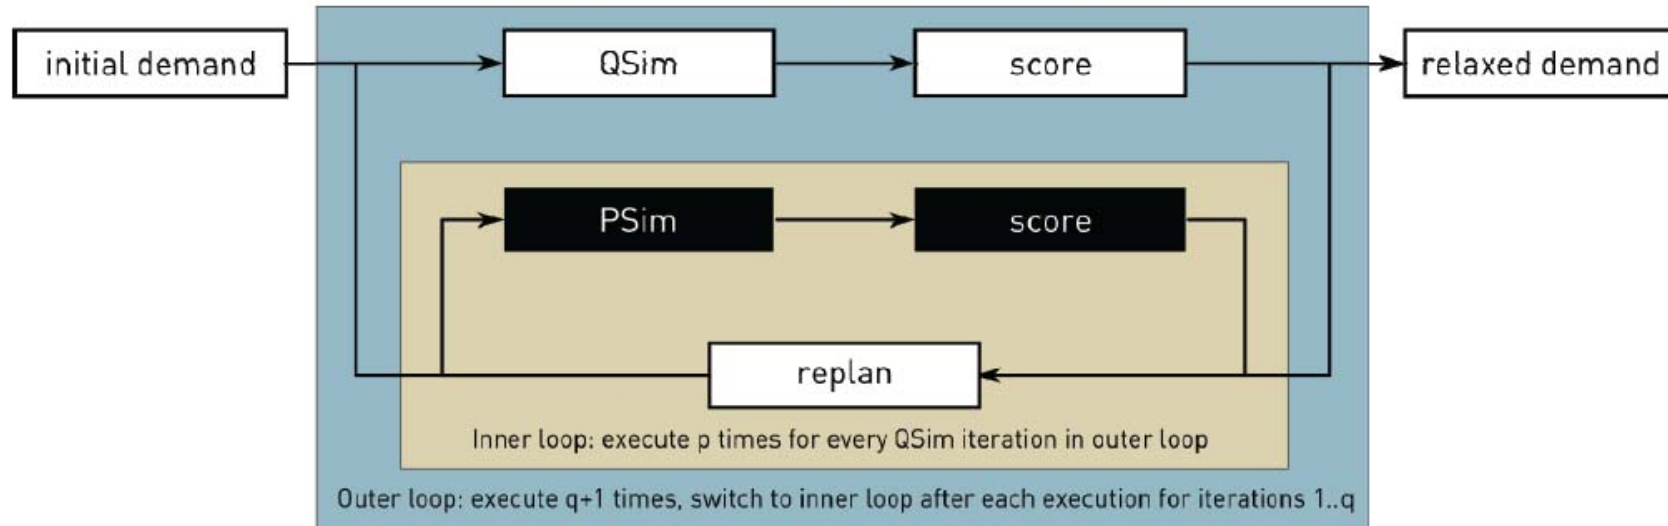 initial demand
QSim
score
relaxed demand
PSim
score
replan
Inner loop: execute p times for every QSim iteration in outer loop
Outer loop: execute q+1 times, switch to inner loop after each execution for iterations 1..q